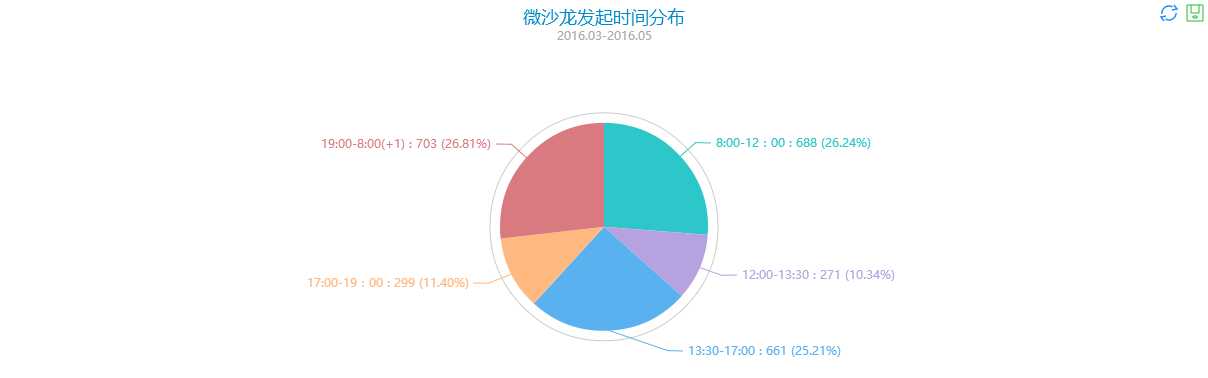 微沙龙发起时间分布
2016.03-2016.05
19:00-8:00(+1) : 703 (26.81%)
8:00-12 : 00 : 688 (26.24%)
17:00-19 : 00 : 299 (11.40%)
12:00-13:30 : 271 (10.34%)
13:30-17:00 : 661 (25.21%)